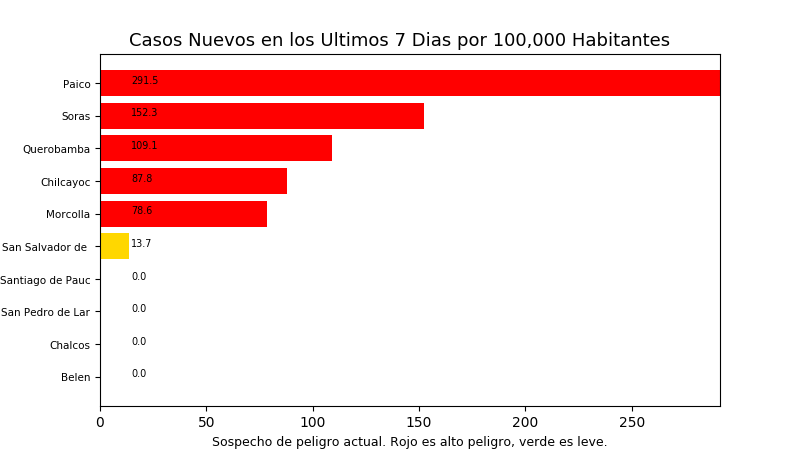 Casos Nuevos en los Ultimos 7 Dias por 100,000 Habitantes
Paico 291.5
Soras 152.3
Querobamba 109.1
Chilcayoc 87.8
Morcolla 78.6
San Salvador de 13.7
Santiago de Pauc 0.0
San Pedro de Lar 0.0
Chalcos 0.0
Belen 0.0
0 50 100 150 200 250
Sospecho de peligro actual. Rojo es alto peligro, verde es leve.